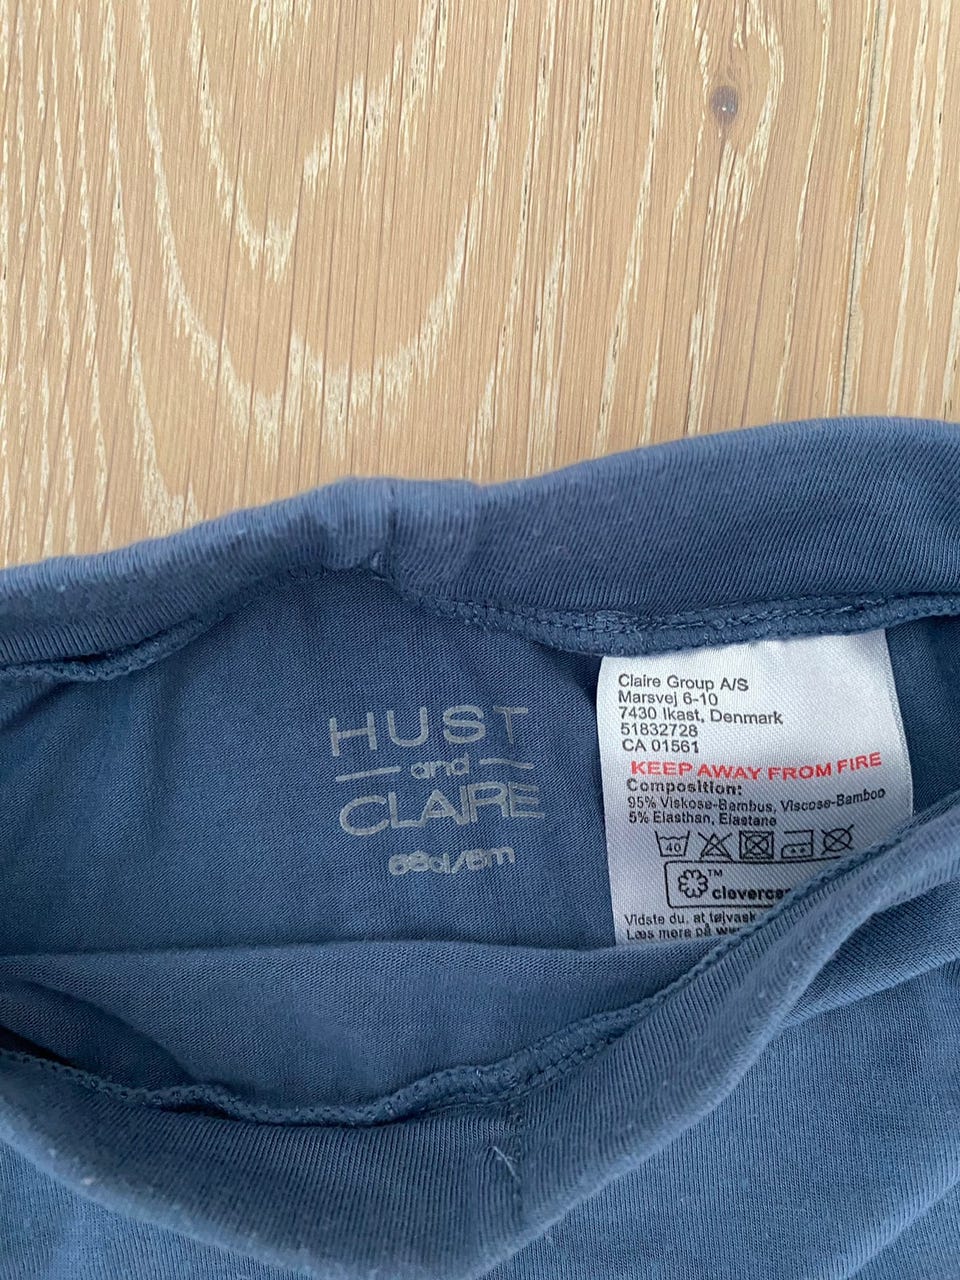 HUST
and
CLAIRE
68cl/6m
Claire Group A/S
Marsvej 6-10
7430 Ikast, Denmark
51832728
CA 01561
KEEP AWAY FROM FIRE
Composition:
95% Viskose-Bambus, Viscose-Bamboo
5% Elasthan, Elastane
40
TM
Vidste du, at tøjvask
Læs mere på